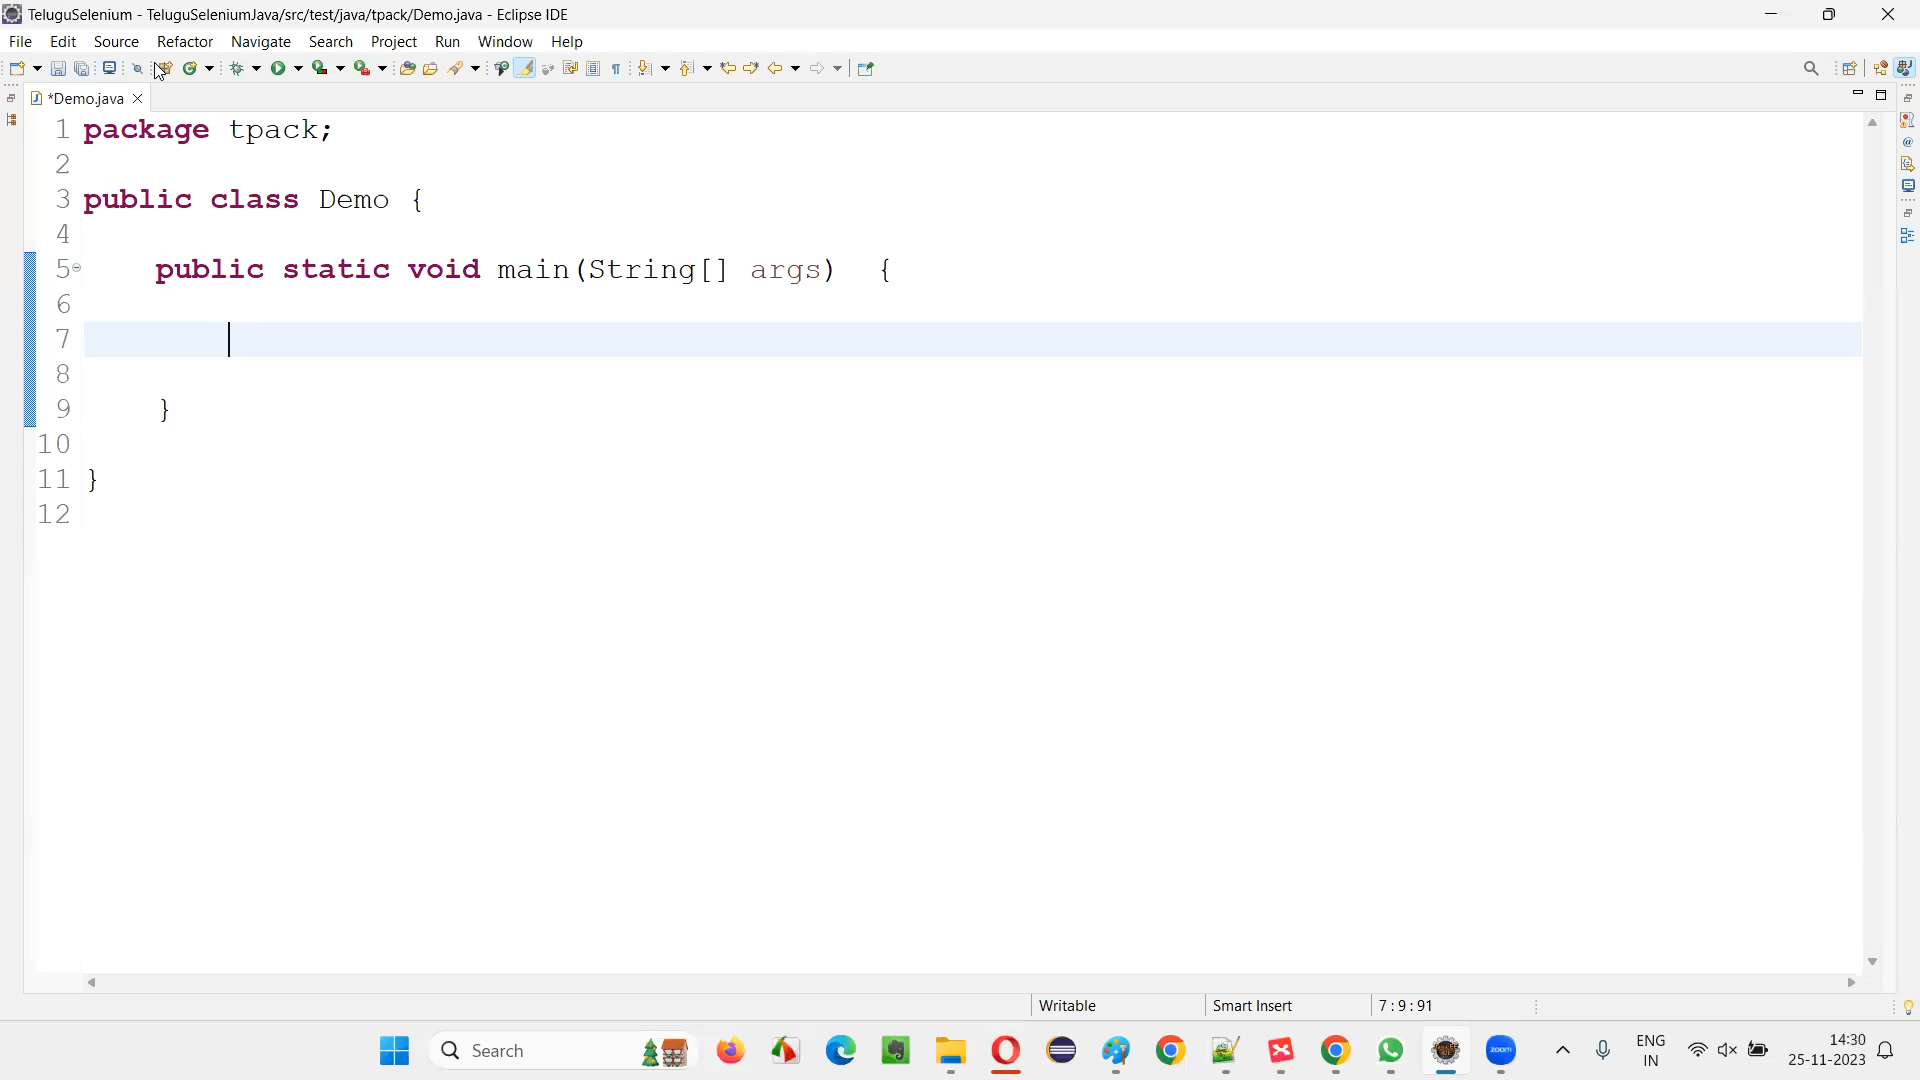 TeluguSelenium - TeluguSeleniumJava/src/test/java/tpack/Demo.java - Eclipse IDE
File Edit Source Refactor Navigate Search Project Run Window Help
*Demo.java
1 package tpack;
2
3 public class Demo {
4
5 public static void main(String[] args) {
6
7
8
9 }
10
11 }
12
Writable Smart Insert 7 : 9 : 91
Search
zoom
ENG
IN
14:30
25-11-2023